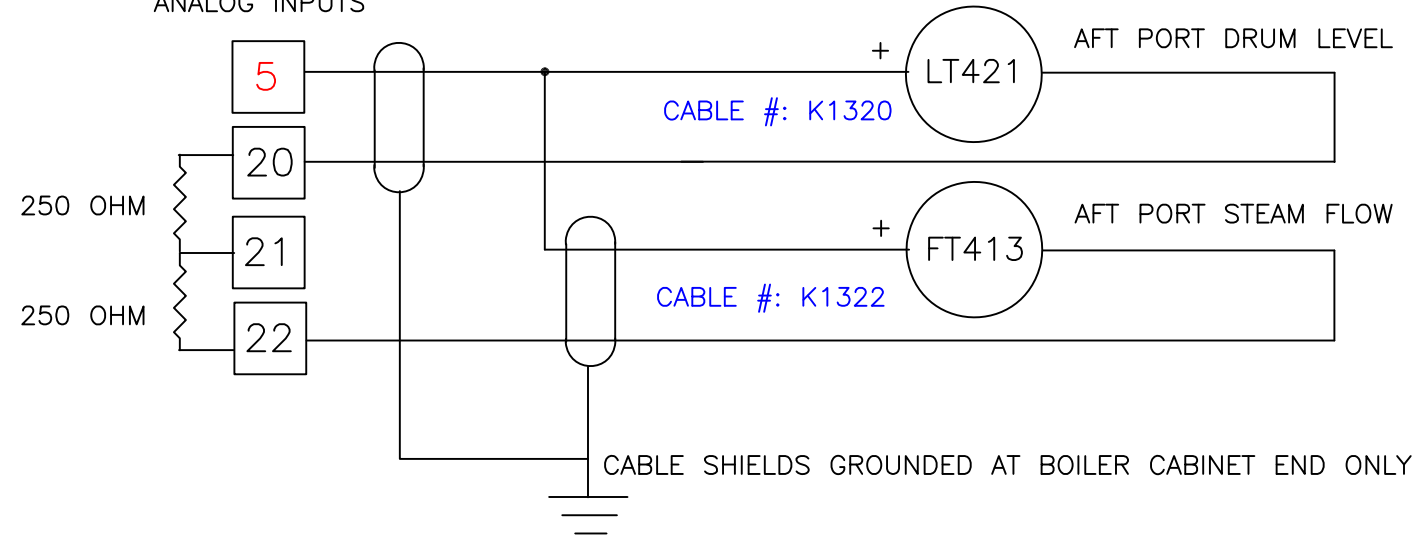 ANALOG INPUTS
5
+
LT421
AFT PORT DRUM LEVEL
CABLE #: K1320
20
250 OHM
+
FT413
AFT PORT STEAM FLOW
21
CABLE #: K1322
250 OHM
22
CABLE SHIELDS GROUNDED AT BOILER CABINET END ONLY